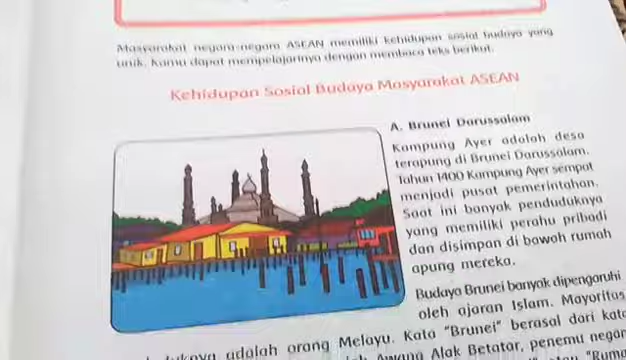 Masyarakat negara-negara ASEAN memiliki kehidupan sosial budaya yang
unik. Kamu dapat mempelajarinya dengan membaca teks berikut.
Kehidupan Sosial Budaya Masyarakat ASEAN
A. Brunei Darussalam
Kampung Ayer adalah desa
terapung di Brunei Darussalam.
Tahun 1400 Kampung Ayer sempat
menjadi pusat pemerintahan.
Saat ini banyak penduduknya
yang memiliki perahu pribadi
dan disimpan di bawah rumah
apung mereka.
Budaya Brunei banyak dipengaruhi
oleh ajaran Islam. Mayoritas
adalah orang Melayu. Kata "Brunei" berasal dari kata
Awang Alak Betatar, penemu negar